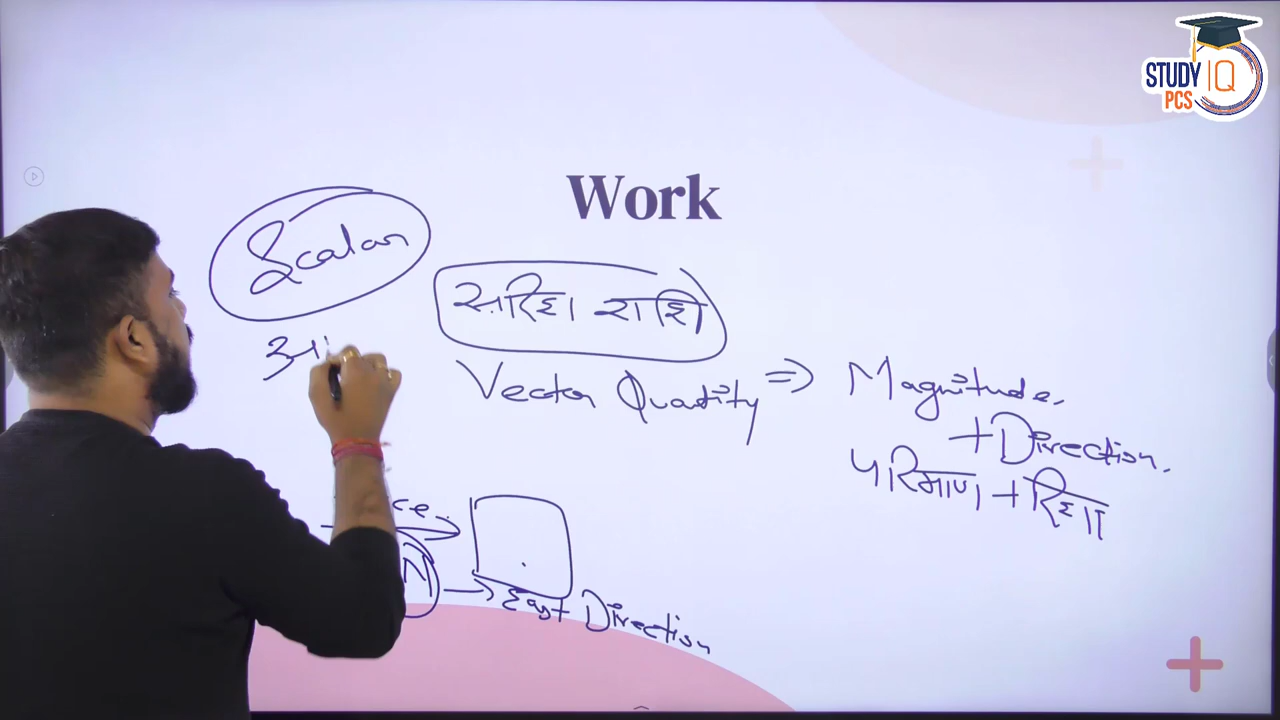 STUDY IQ
PCS
Work
Scalar
सदिश राशि
Vector Quantity => Magnitude
+ Direction.
परिमाण + दिशा
East Direction